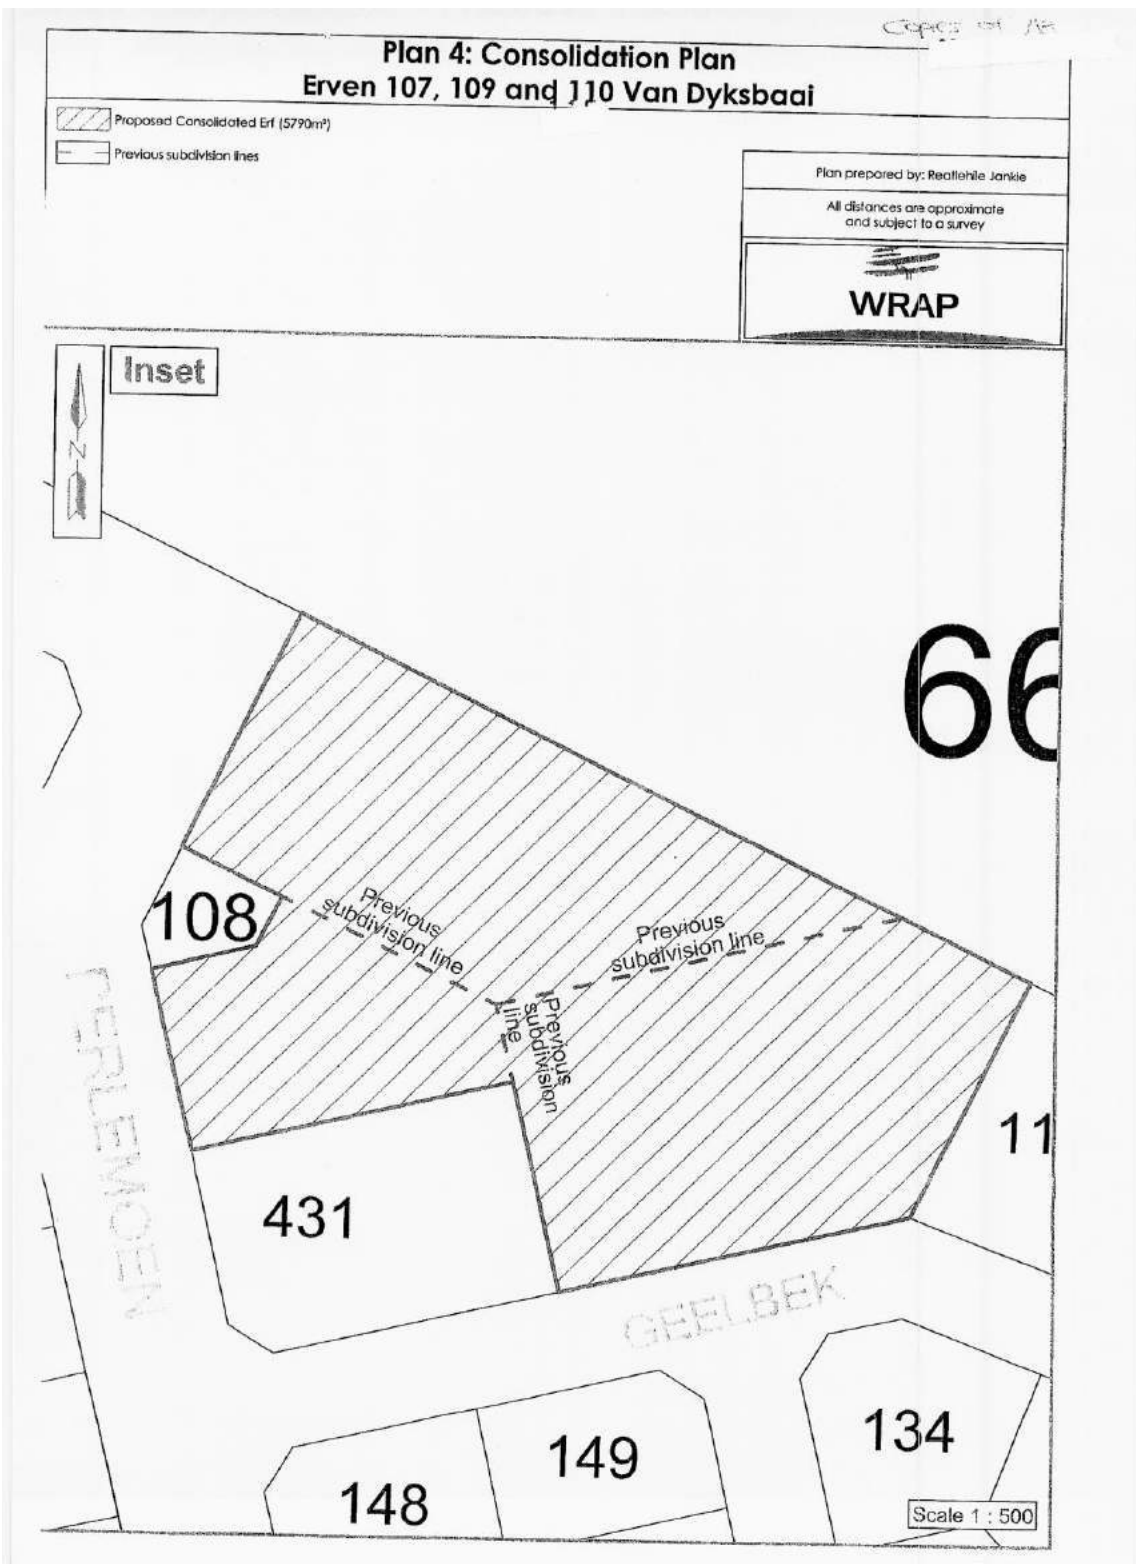 Copies of
Plan 4: Consolidation Plan
Erven 107, 109 and 110 Van Dyksbaai
Proposed Consolidated Erf (5790m²)
Previous subdivision lines
Plan prepared by: Reatlehile Jankie
All distances are approximate
and subject to a survey
WRAP
Inset
N
66
108
Previous
subdivision line
Previous
subdivision line
Previous
subdivision
line
PERLEMOEN
11
431
GEELBEK
134
149
148
Scale 1 : 500